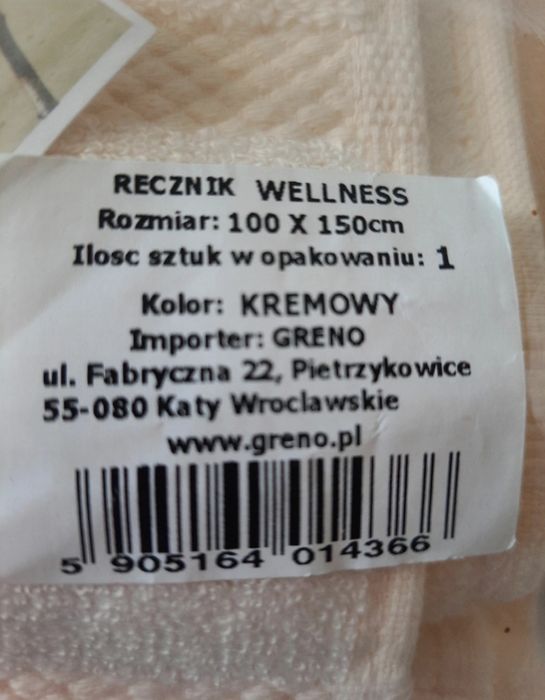 RECZNIK WELLNESS
Rozmiar: 100 X 150cm
Ilosc sztuk w opakowaniu: 1
Kolor: KREMOWY
Importer: GRENO
ul. Fabryczna 22, Pietrzykowice
55-080 Katy Wroclawskie
www.greno.pl
5 905164 014366